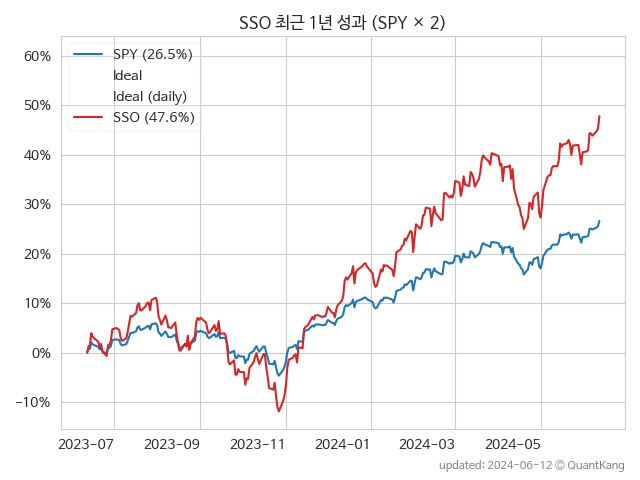 SSO 최근 1년 성과 (SPY × 2)
SPY (26.5%)
Ideal
Ideal (daily)
SSO (47.6%)
60%
50%
40%
30%
20%
10%
0%
−10%
2023-07 2023-09 2023-11 2024-01 2024-03 2024-05
updated: 2024-06-12 © QuantKang